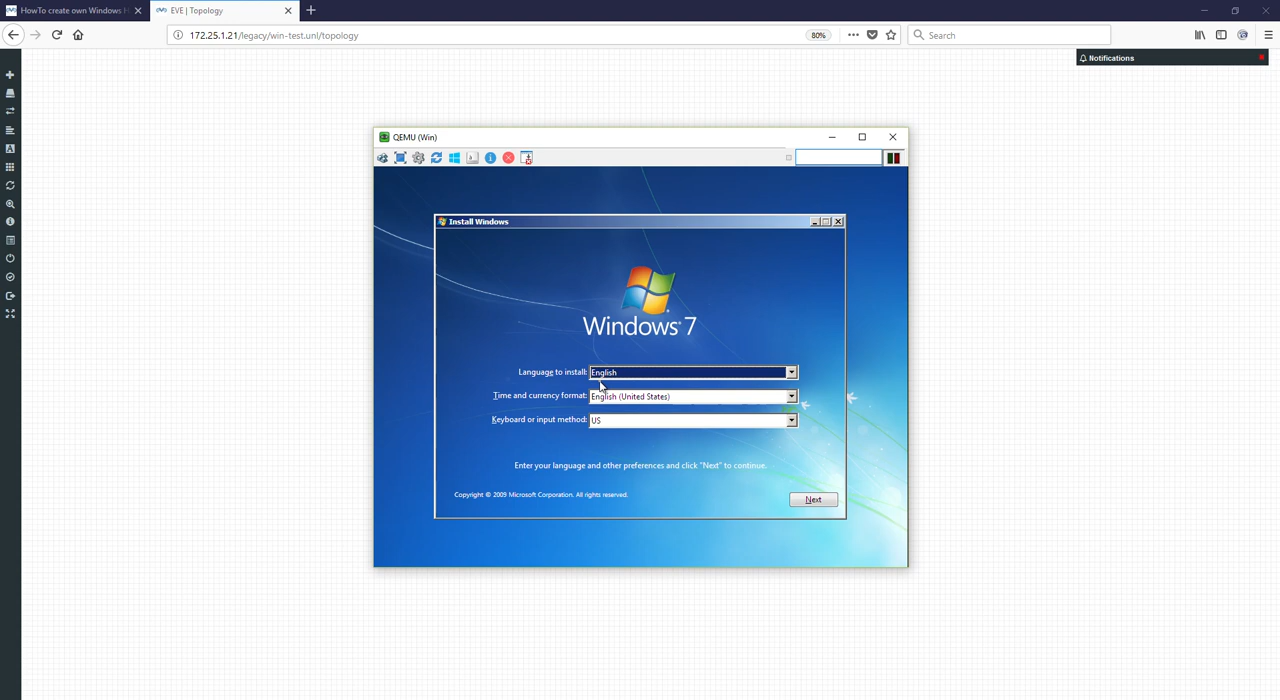 HowTo create own Windows H
EVE | Topology
172.25.1.21/legacy/win-test.unl/topology
80%
Search
Notifications
QEMU (Win)
Install Windows
Windows 7
Language to install: English
Time and currency format: English (United States)
Keyboard or input method: US
Enter your language and other preferences and click "Next" to continue.
Copyright © 2009 Microsoft Corporation. All rights reserved.
Next